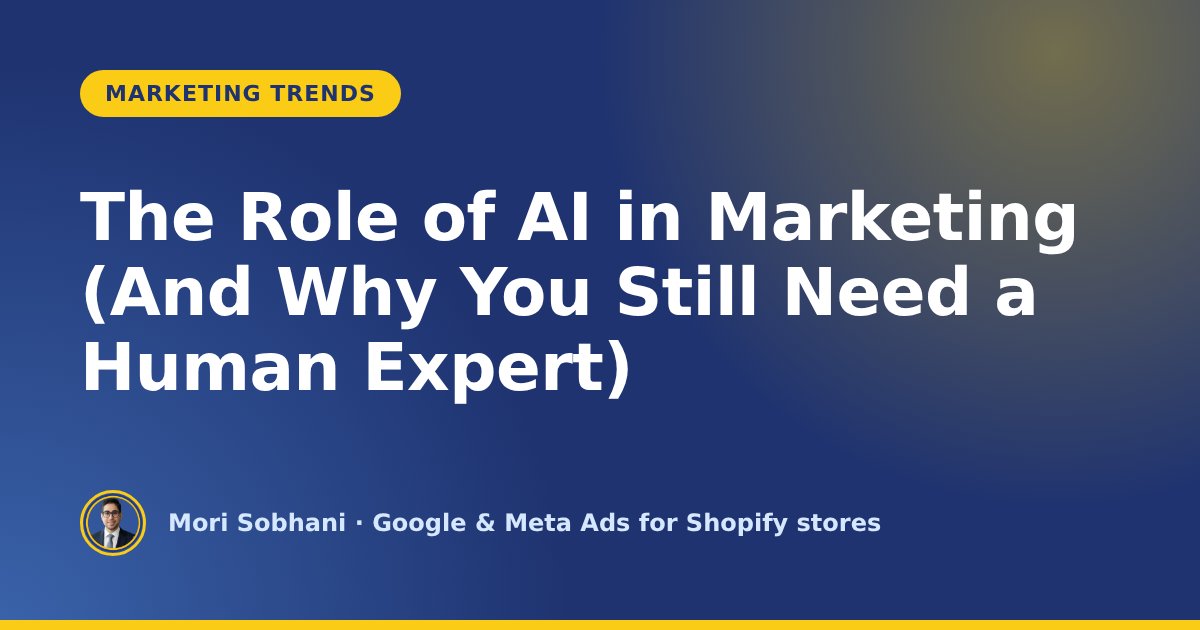 MARKETING TRENDS
The Role of AI in Marketing
(And Why You Still Need a
Human Expert)
Mori Sobhani · Google & Meta Ads for Shopify stores